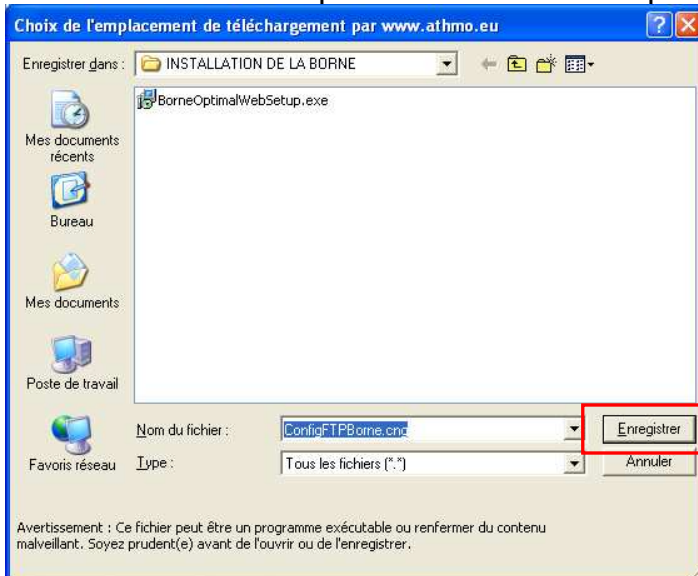 Choix de l'emplacement de téléchargement par www.athmo.eu
Enregistrer dans :
INSTALLATION DE LA BORNE
BorneOptimalWebSetup.exe
Mes documents
récents
Bureau
Mes documents
Poste de travail
Favoris réseau
Nom du fichier :
ConfigFTPBorne.cng
Enregistrer
Type :
Tous les fichiers (*.*)
Annuler
Avertissement : Ce fichier peut être un programme exécutable ou renfermer du contenu
malveillant. Soyez prudent(e) avant de l'ouvrir ou de l'enregistrer.